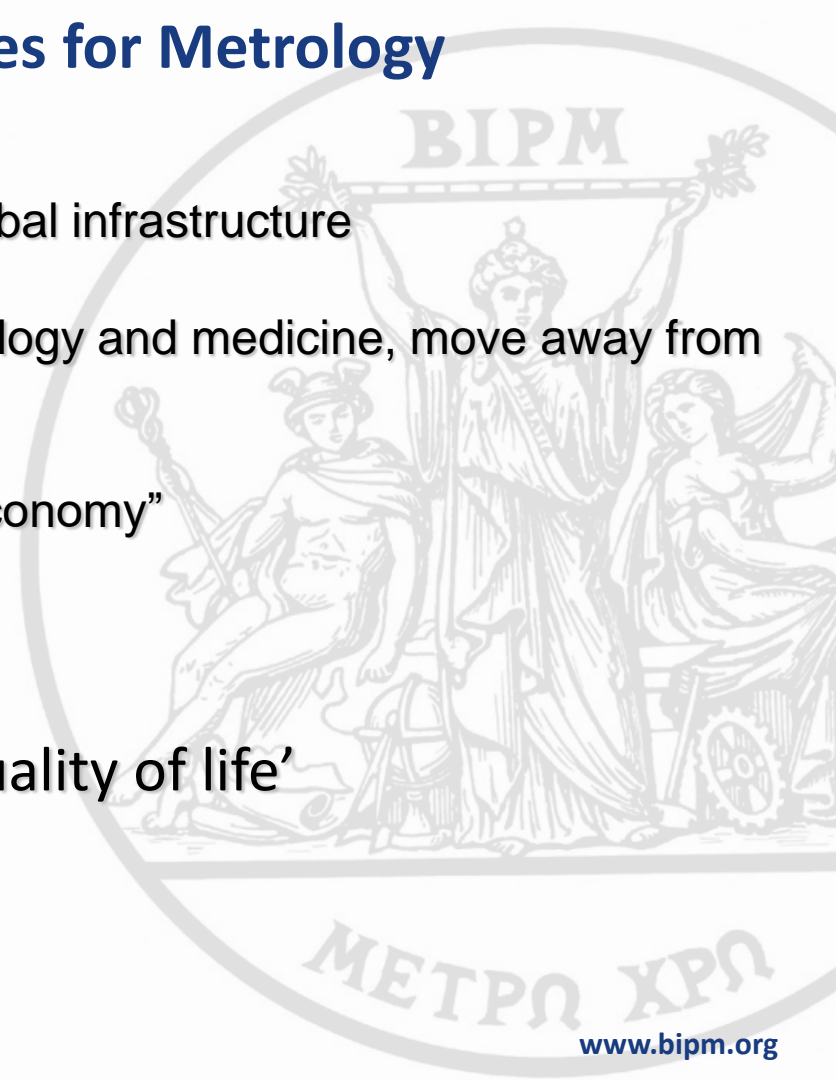 es for Metrology
BIPM
bal infrastructure
logy and medicine, move away from
conomy”
uality of life’
ΜΕΤΡΩ ΧΡΩ
www.bipm.org